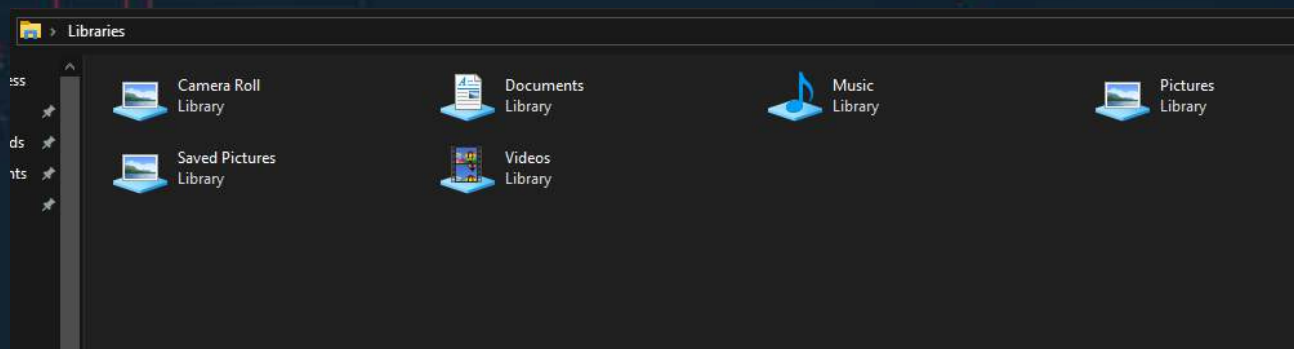 Libraries
Camera Roll
Library
Documents
Library
Music
Library
Pictures
Library
Saved Pictures
Library
Videos
Library